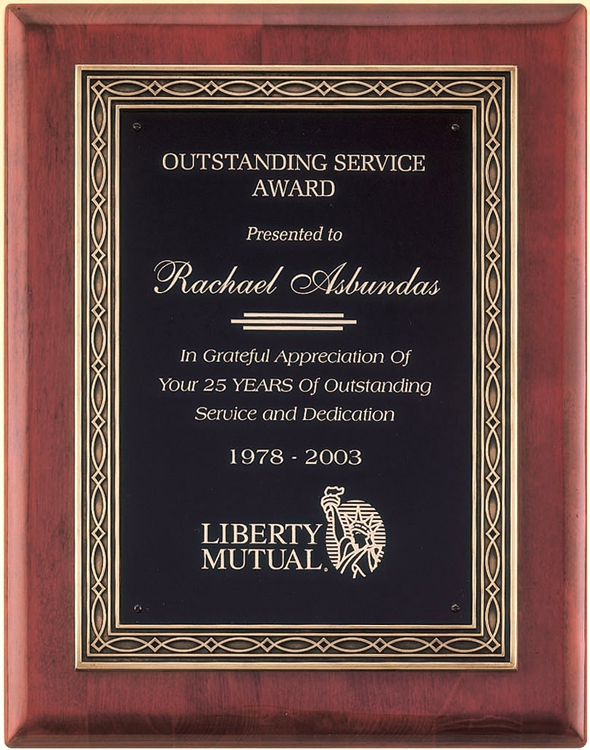 OUTSTANDING SERVICE
AWARD
Presented to
Rachael Asbundas
In Grateful Appreciation Of
Your 25 YEARS Of Outstanding
Service and Dedication
1978 - 2003
LIBERTY
MUTUAL®